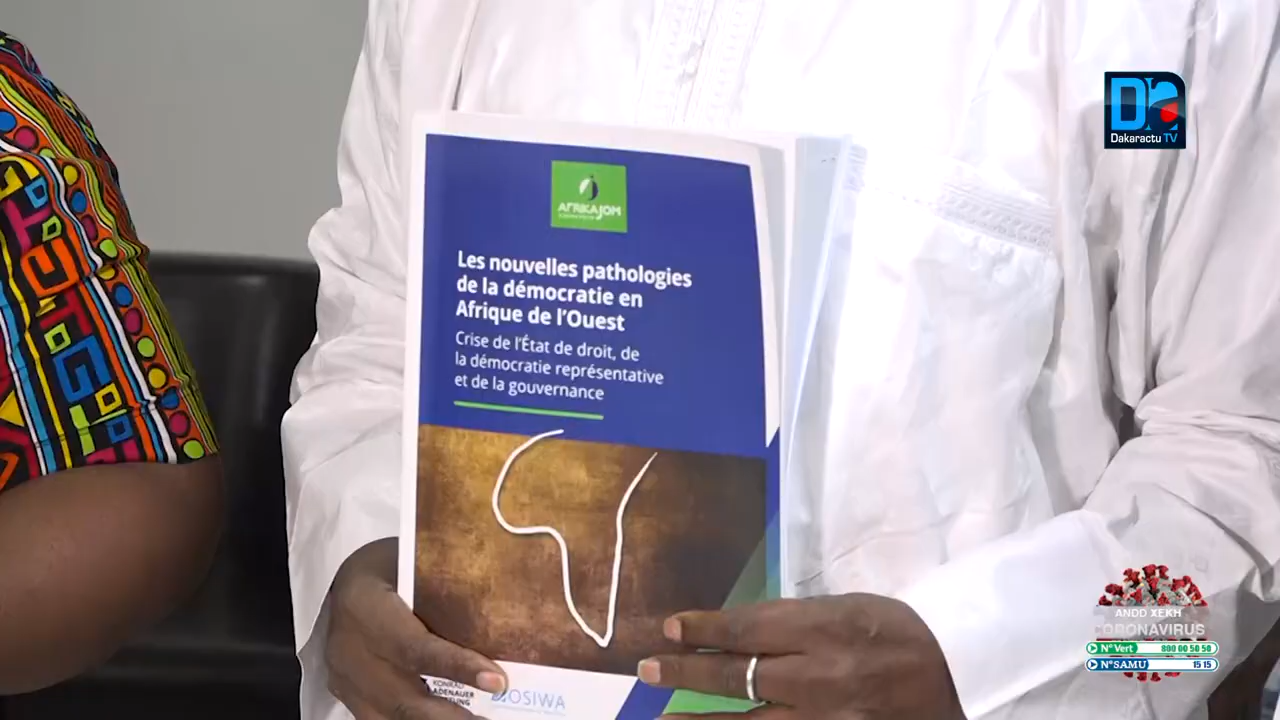 Dakaractu TV
AFRIKAJOM
Les nouvelles pathologies
de la démocratie en
Afrique de l'Ouest
Crise de l'État de droit, de
la démocratie représentative
et de la gouvernance
KONRAD
ADENAUER
OSIWA
ANDD XEKH
CORONAVIRUS
N° Vert 800 00 50 50
N° SAMU 15 15